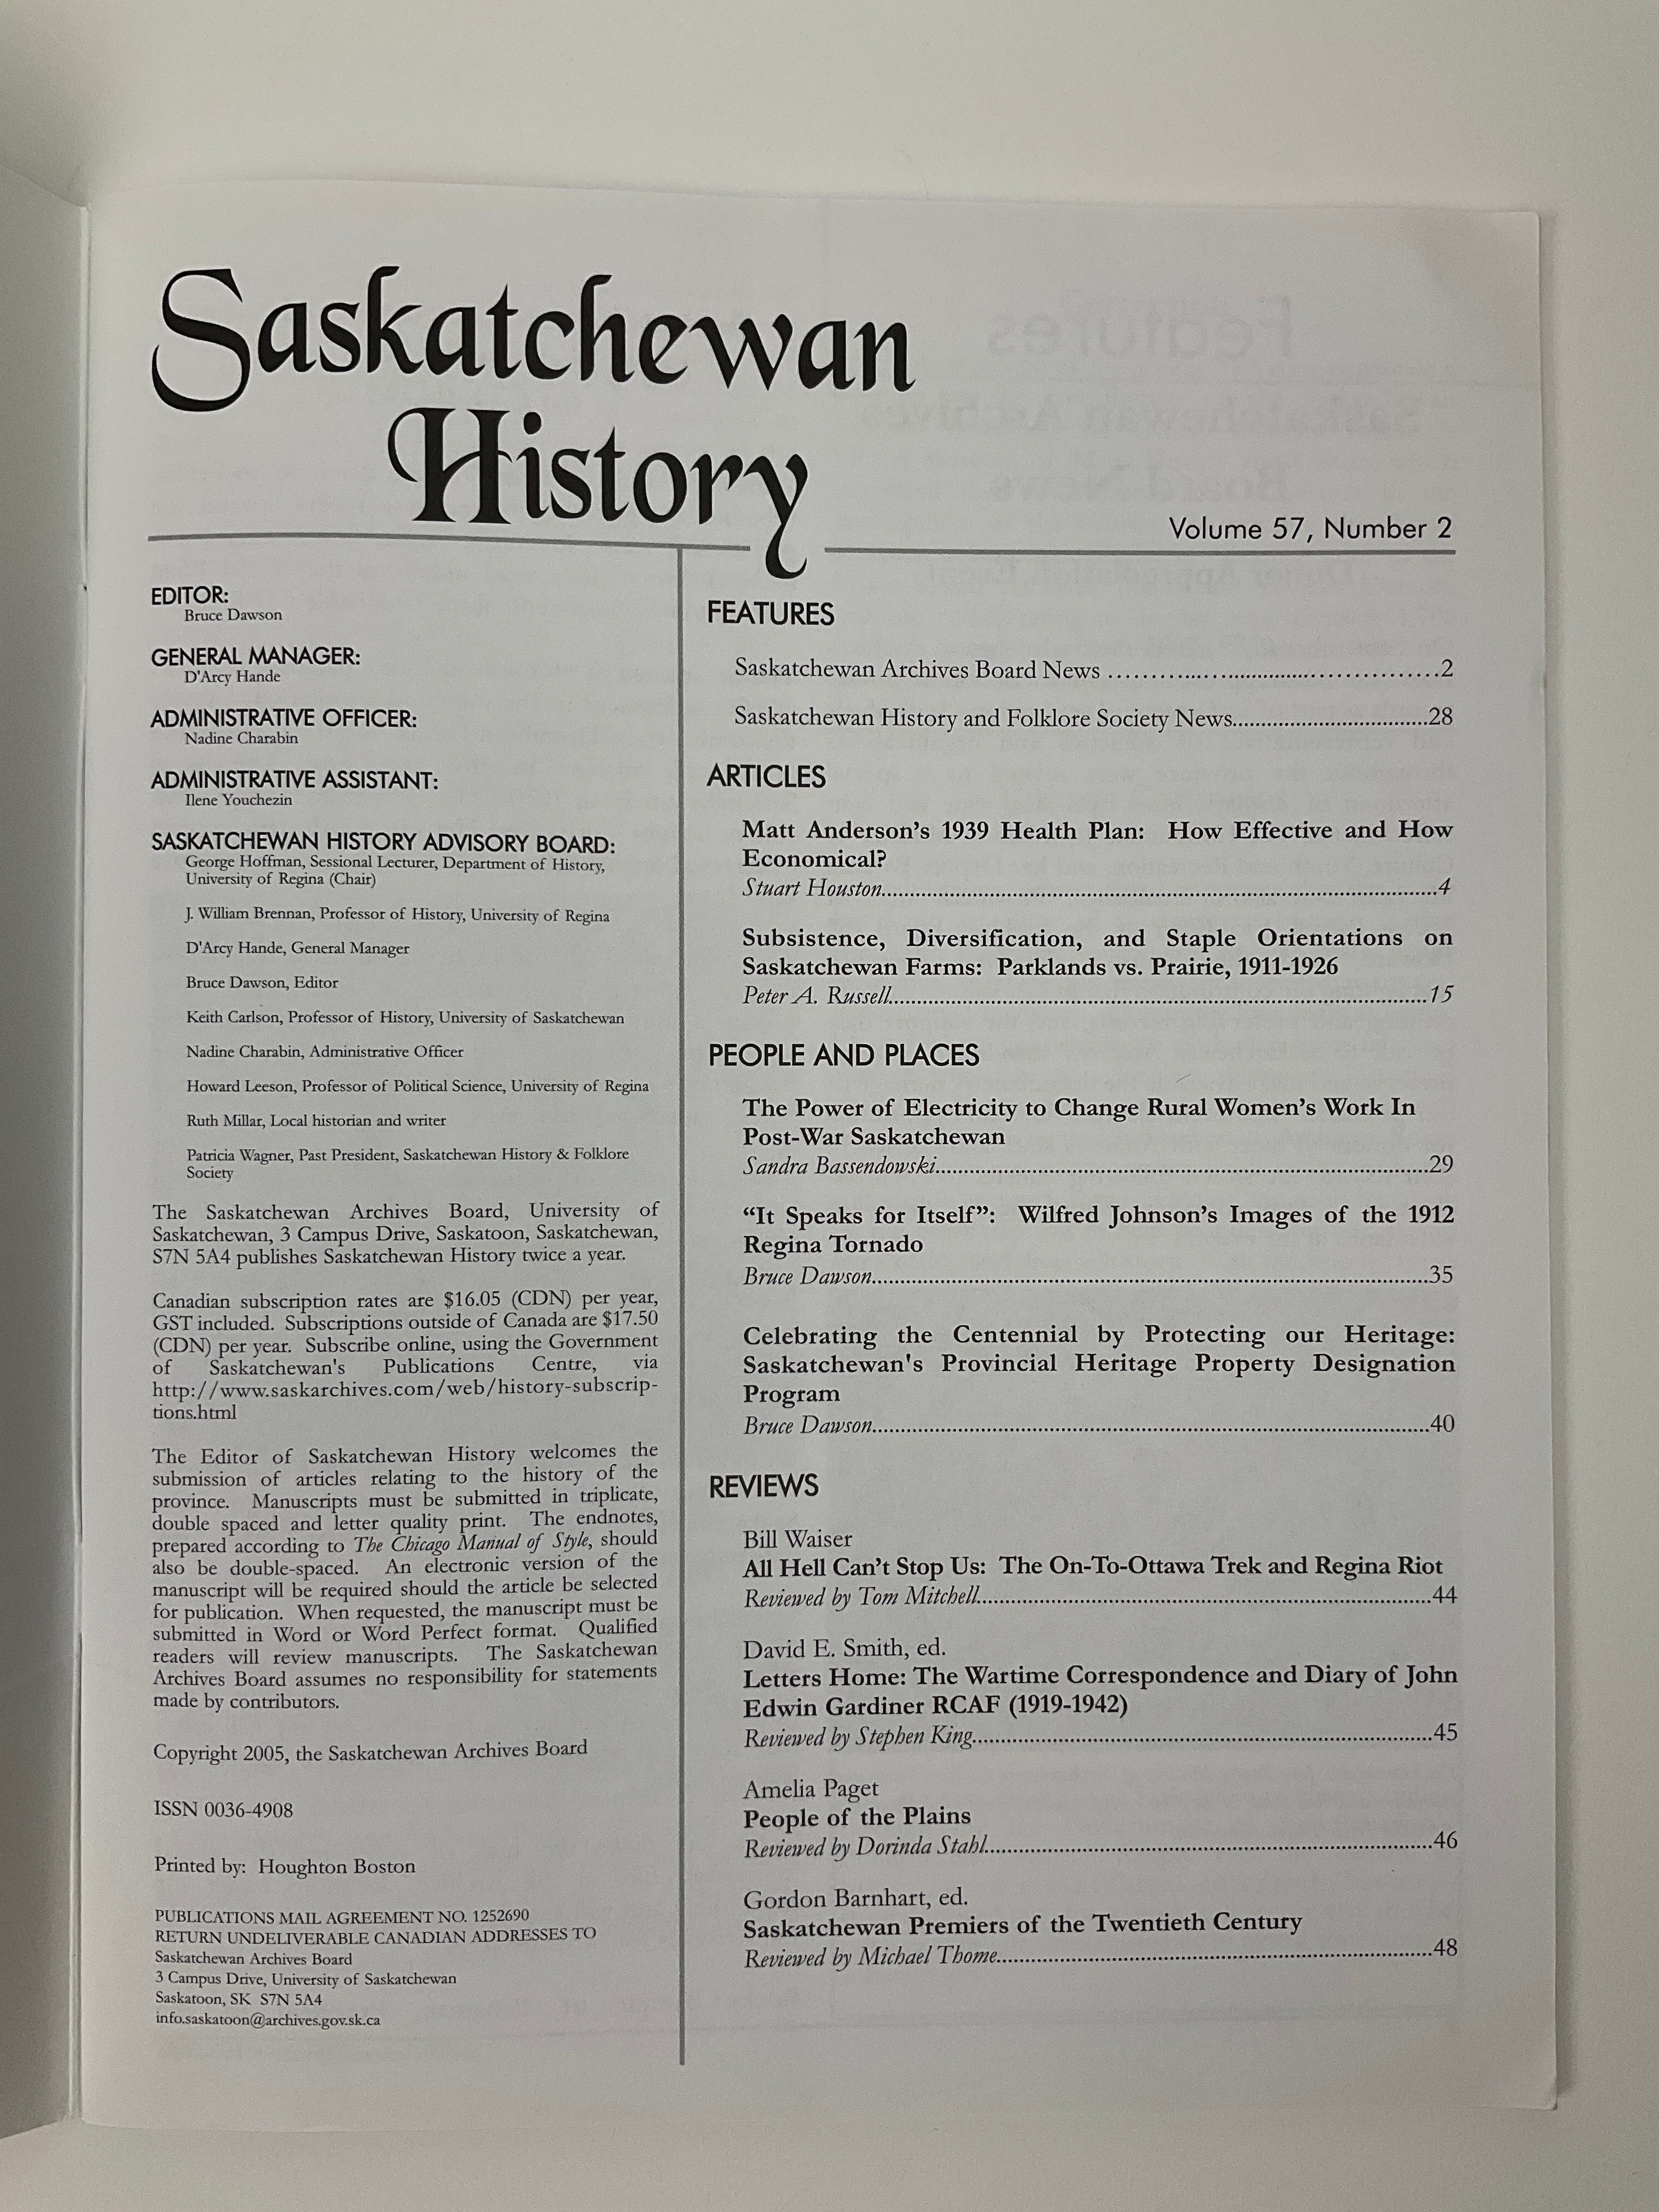 Saskatchewan
History
Volume 57, Number 2
EDITOR:
Bruce Dawson
GENERAL MANAGER:
D'Arcy Hande
ADMINISTRATIVE OFFICER:
Nadine Charabin
ADMINISTRATIVE ASSISTANT:
Ilene Youchezin
SASKATCHEWAN HISTORY ADVISORY BOARD:
George Hoffman, Sessional Lecturer, Department of History,
University of Regina (Chair)
J. William Brennan, Professor of History, University of Regina
D'Arcy Hande, General Manager
Bruce Dawson, Editor
Keith Carlson, Professor of History, University of Saskatchewan
Nadine Charabin, Administrative Officer
Howard Leeson, Professor of Political Science, University of Regina
Ruth Millar, Local historian and writer
Patricia Wagner, Past President, Saskatchewan History & Folklore
Society
The Saskatchewan Archives Board, University of
Saskatchewan, 3 Campus Drive, Saskatoon, Saskatchewan,
S7N 5A4 publishes Saskatchewan History twice a year.
Canadian subscription rates are $16.05 (CDN) per year,
GST included. Subscriptions outside of Canada are $17.50
(CDN) per year. Subscribe online, using the Government
of Saskatchewan's Publications Centre, via
http://www.saskarchives.com/web/history-subscrip-
tions.html
The Editor of Saskatchewan History welcomes the
submission of articles relating to the history of the
province. Manuscripts must be submitted in triplicate,
double spaced and letter quality print. The endnotes,
prepared according to The Chicago Manual of Style, should
also be double-spaced. An electronic version of the
manuscript will be required should the article be selected
for publication. When requested, the manuscript must be
submitted in Word or Word Perfect format. Qualified
readers will review manuscripts. The Saskatchewan
Archives Board assumes no responsibility for statements
made by contributors.
Copyright 2005, the Saskatchewan Archives Board
ISSN 0036-4908
Printed by: Houghton Boston
PUBLICATIONS MAIL AGREEMENT NO. 1252690
RETURN UNDELIVERABLE CANADIAN ADDRESSES TO
Saskatchewan Archives Board
3 Campus Drive, University of Saskatchewan
Saskatoon, SK S7N 5A4
info.saskatoon@archives.gov.sk.ca
FEATURES
Saskatchewan Archives Board News ..........................................2
Saskatchewan History and Folklore Society News..............................28
ARTICLES
Matt Anderson's 1939 Health Plan: How Effective and How
Economical?
Stuart Houston..........................................................................4
Subsistence, Diversification, and Staple Orientations on
Saskatchewan Farms: Parklands vs. Prairie, 1911-1926
Peter A. Russell..........................................................................15
PEOPLE AND PLACES
The Power of Electricity to Change Rural Women's Work In
Post-War Saskatchewan
Sandra Bassendowski..........................................................................29
“It Speaks for Itself”: Wilfred Johnson's Images of the 1912
Regina Tornado
Bruce Dawson..........................................................................35
Celebrating the Centennial by Protecting our Heritage:
Saskatchewan's Provincial Heritage Property Designation
Program
Bruce Dawson..........................................................................40
REVIEWS
Bill Waiser
All Hell Can't Stop Us: The On-To-Ottawa Trek and Regina Riot
Reviewed by Tom Mitchell..................................................................44
David E. Smith, ed.
Letters Home: The Wartime Correspondence and Diary of John
Edwin Gardiner RCAF (1919-1942)
Reviewed by Stephen King..................................................................45
Amelia Paget
People of the Plains
Reviewed by Dorinda Stahl..................................................................46
Gordon Barnhart, ed.
Saskatchewan Premiers of the Twentieth Century
Reviewed by Michael Thome..................................................................48